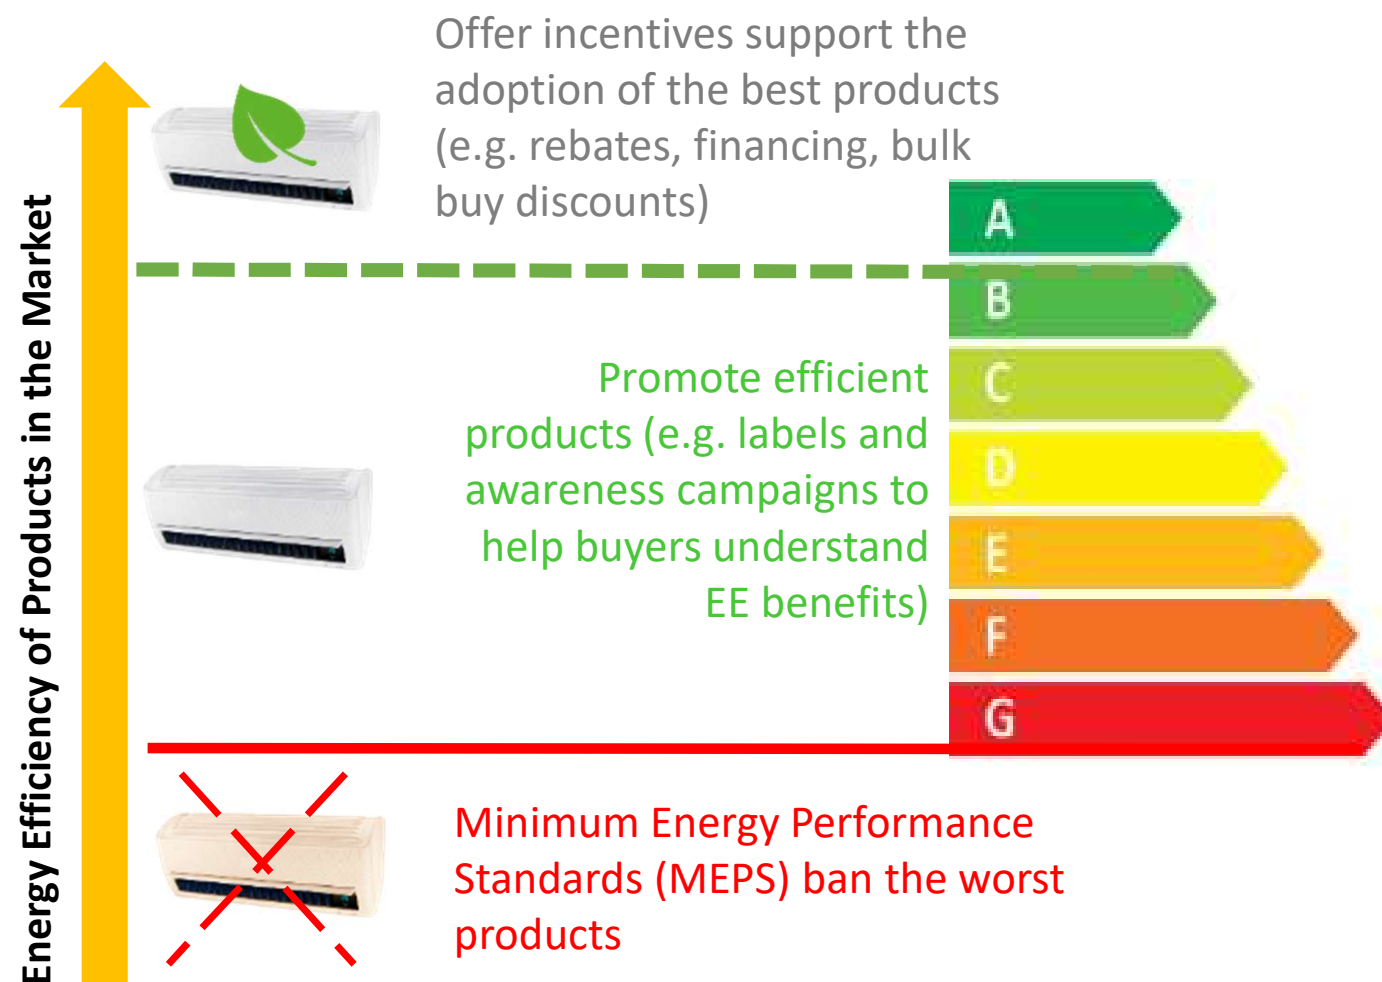 Offer incentives support the
adoption of the best products
(e.g. rebates, financing, bulk
buy discounts)
Energy Efficiency of Products in the Market
A
B
C
D
E
F
G
Promote efficient
products (e.g. labels and
awareness campaigns to
help buyers understand
EE benefits)
Minimum Energy Performance
Standards (MEPS) ban the worst
products